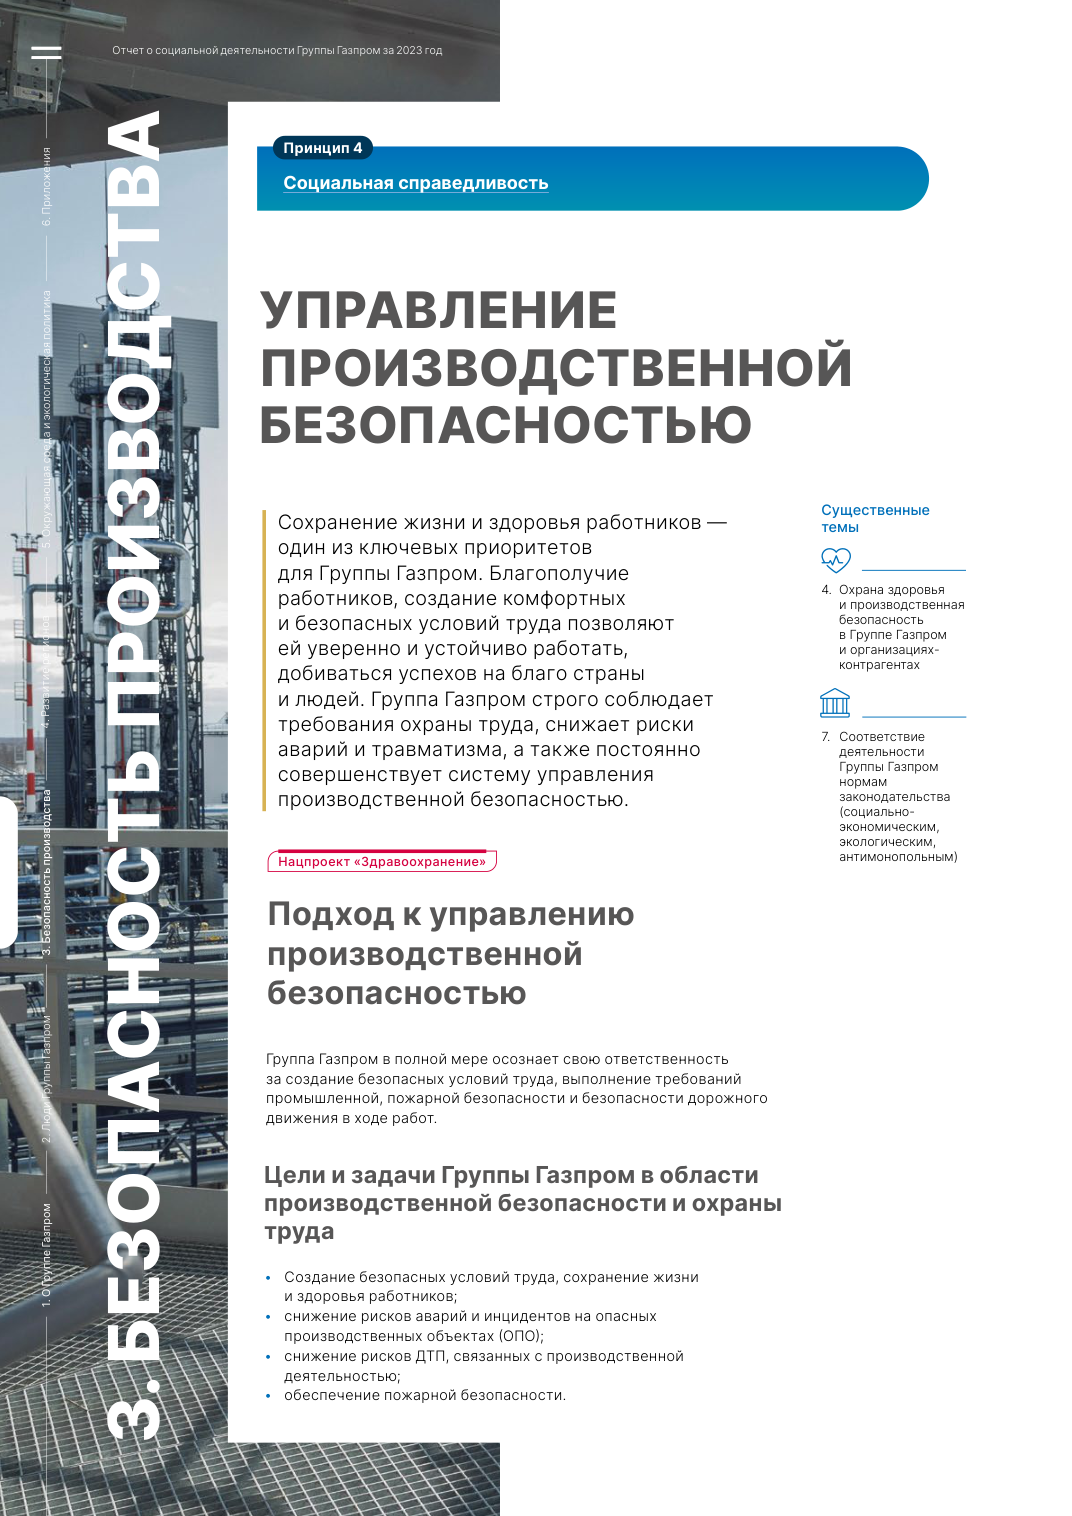 Отчет о социальной деятельности Группы Газпром за 2023 год
6. Приложения
5. Окружающая среда и экологическая политика
4. Развитие
3. Безопасность производства
2. Люди Группы Газпром
1. О Группе Газпром
3. БЕЗОПАСНОСТЬ ПРОИЗВОДСТВА
Принцип 4
Социальная справедливость
УПРАВЛЕНИЕ
ПРОИЗВОДСТВЕННОЙ
БЕЗОПАСНОСТЬЮ
Сохранение жизни и здоровья работников —
один из ключевых приоритетов
для Группы Газпром. Благополучие
работников, создание комфортных
и безопасных условий труда позволяют
ей уверенно и устойчиво работать,
добиваться успехов на благо страны
и людей. Группа Газпром строго соблюдает
требования охраны труда, снижает риски
аварий и травматизма, а также постоянно
совершенствует систему управления
производственной безопасностью.
Существенные
темы
4. Охрана здоровья
и производственная
безопасность
в Группе Газпром
и организациях-
контрагентах
7. Соответствие
деятельности
Группы Газпром
нормам
законодательства
(социально-
экономическим,
экологическим,
антимонопольным)
Нацпроект «Здравоохранение»
Подход к управлению
производственной
безопасностью
Группа Газпром в полной мере осознает свою ответственность
за создание безопасных условий труда, выполнение требований
промышленной, пожарной безопасности и безопасности дорожного
движения в ходе работ.
Цели и задачи Группы Газпром в области
производственной безопасности и охраны
труда
• Создание безопасных условий труда, сохранение жизни
и здоровья работников;
• снижение рисков аварий и инцидентов на опасных
производственных объектах (ОПО);
• снижение рисков ДТП, связанных с производственной
деятельностью;
• обеспечение пожарной безопасности.